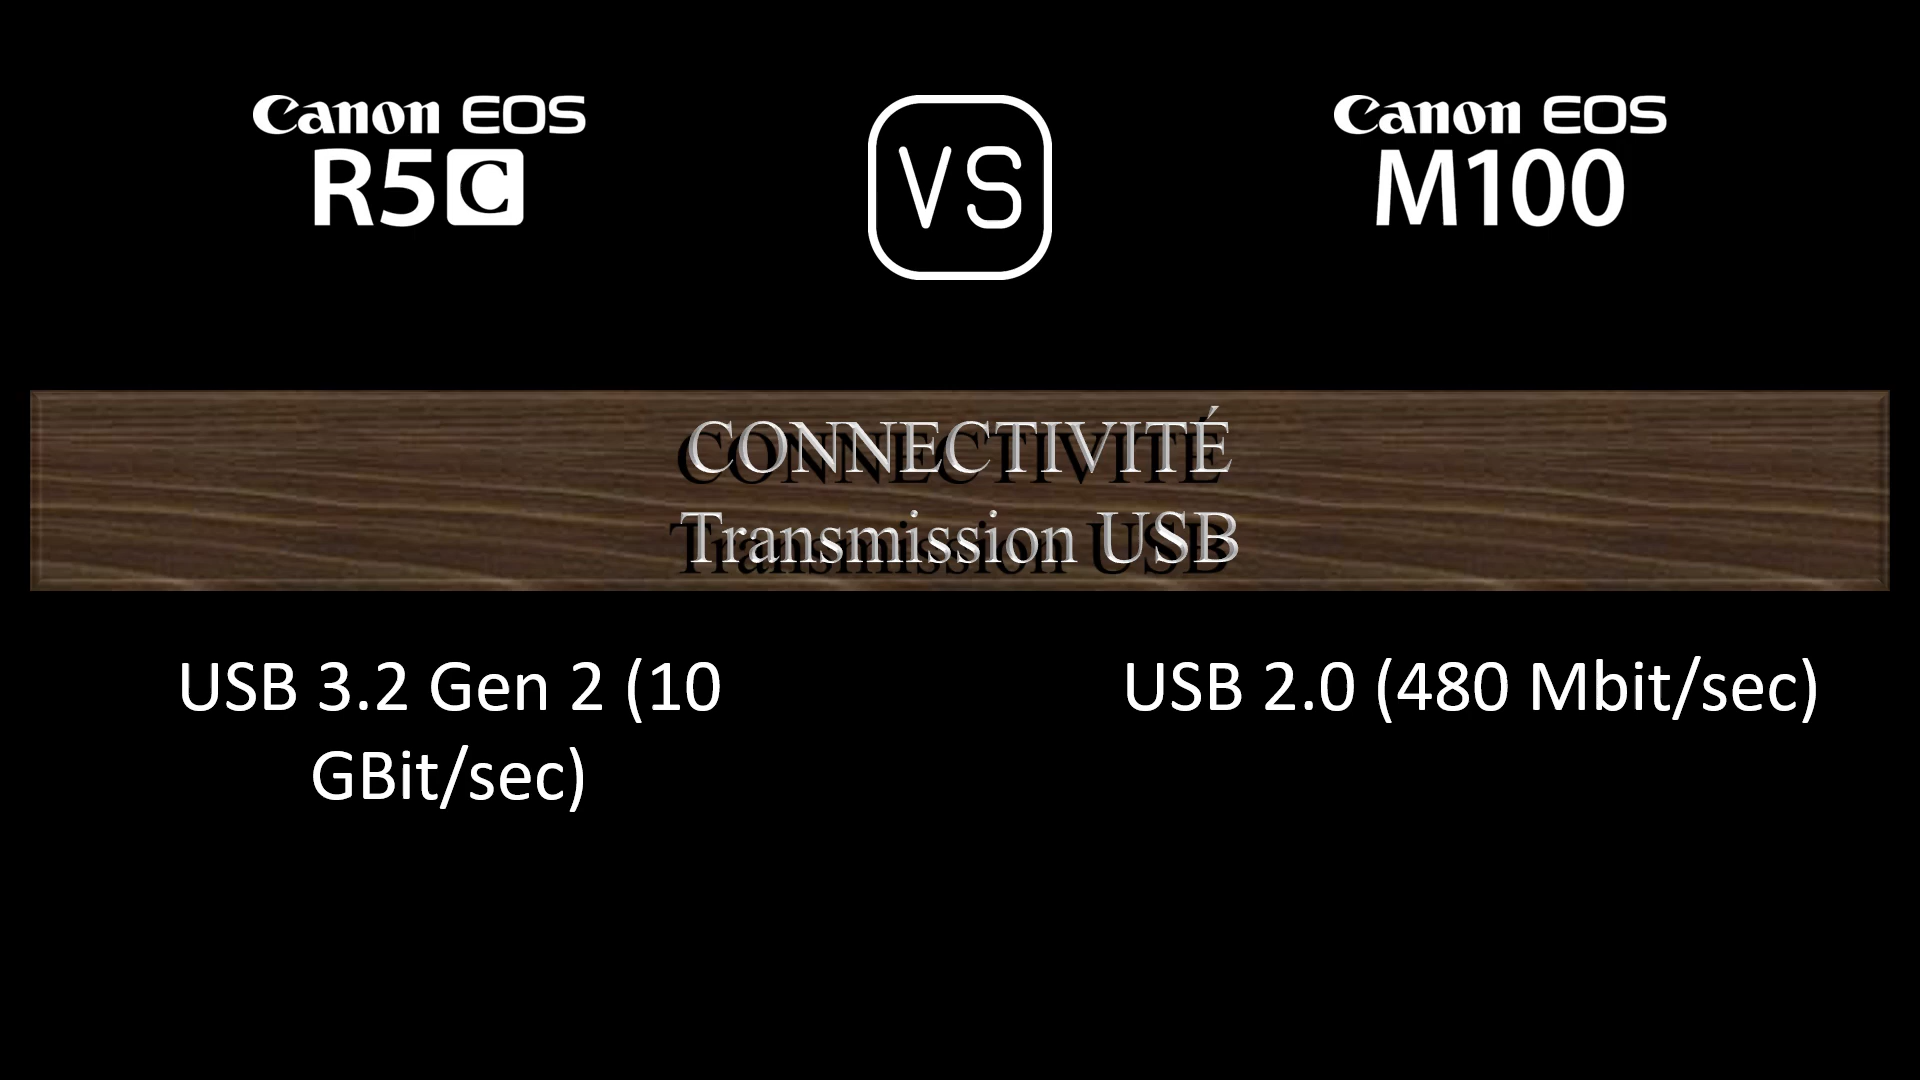 Canon EOS
R5 C
VS
Canon EOS
M100
CONNECTIVITÉ
Transmission USB
USB 3.2 Gen 2 (10
GBit/sec)
USB 2.0 (480 Mbit/sec)